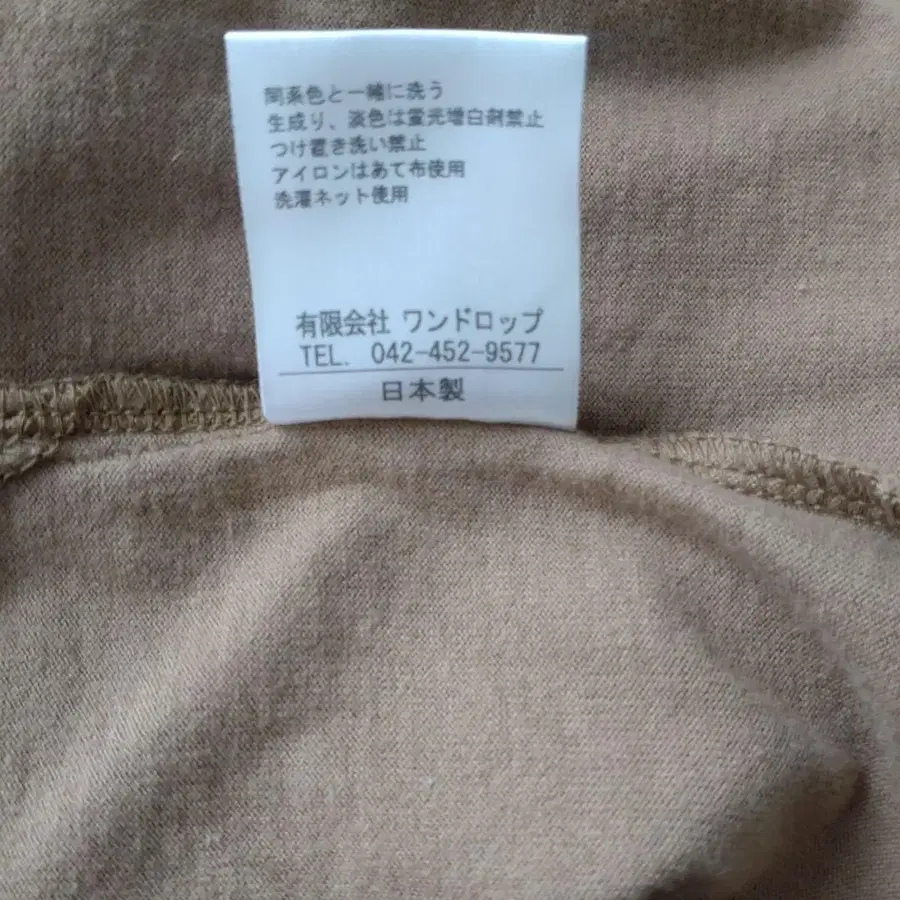 同系色と一緒に洗う
生成り、淡色は蛍光増白剤禁止
つけ置き洗い禁止
アイロンはあて布使用
洗濯ネット使用
有限会社 ワンドロップ
TEL. 042-452-9577
日本製